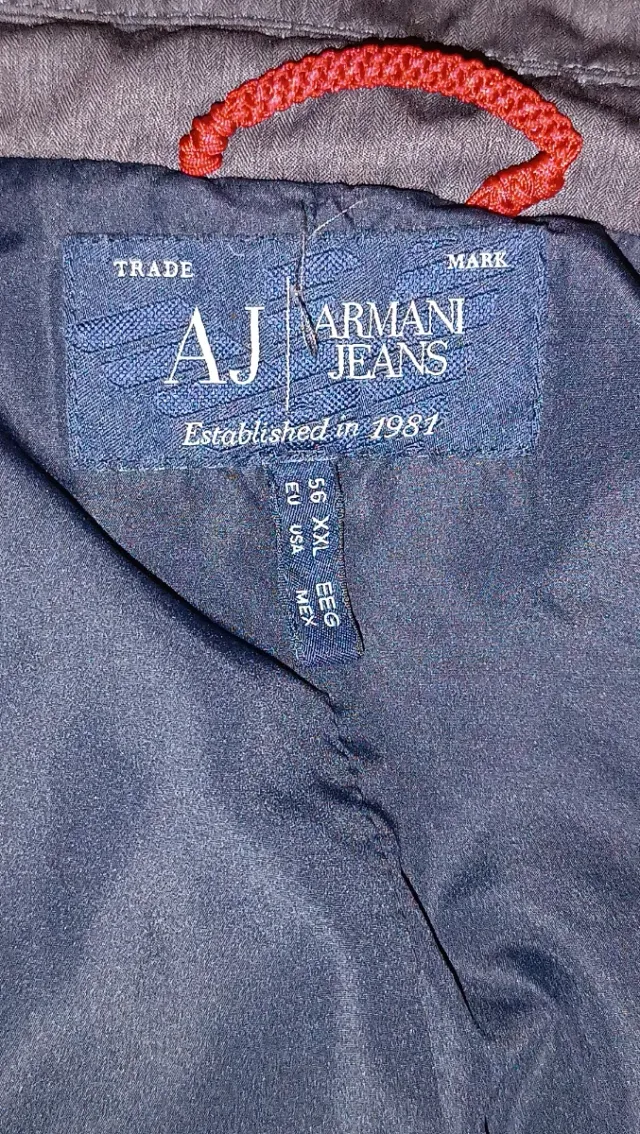 TRADE MARK
AJ ARMANI
JEANS
Established in 1981
56 XXL EEG
EU USA MEX